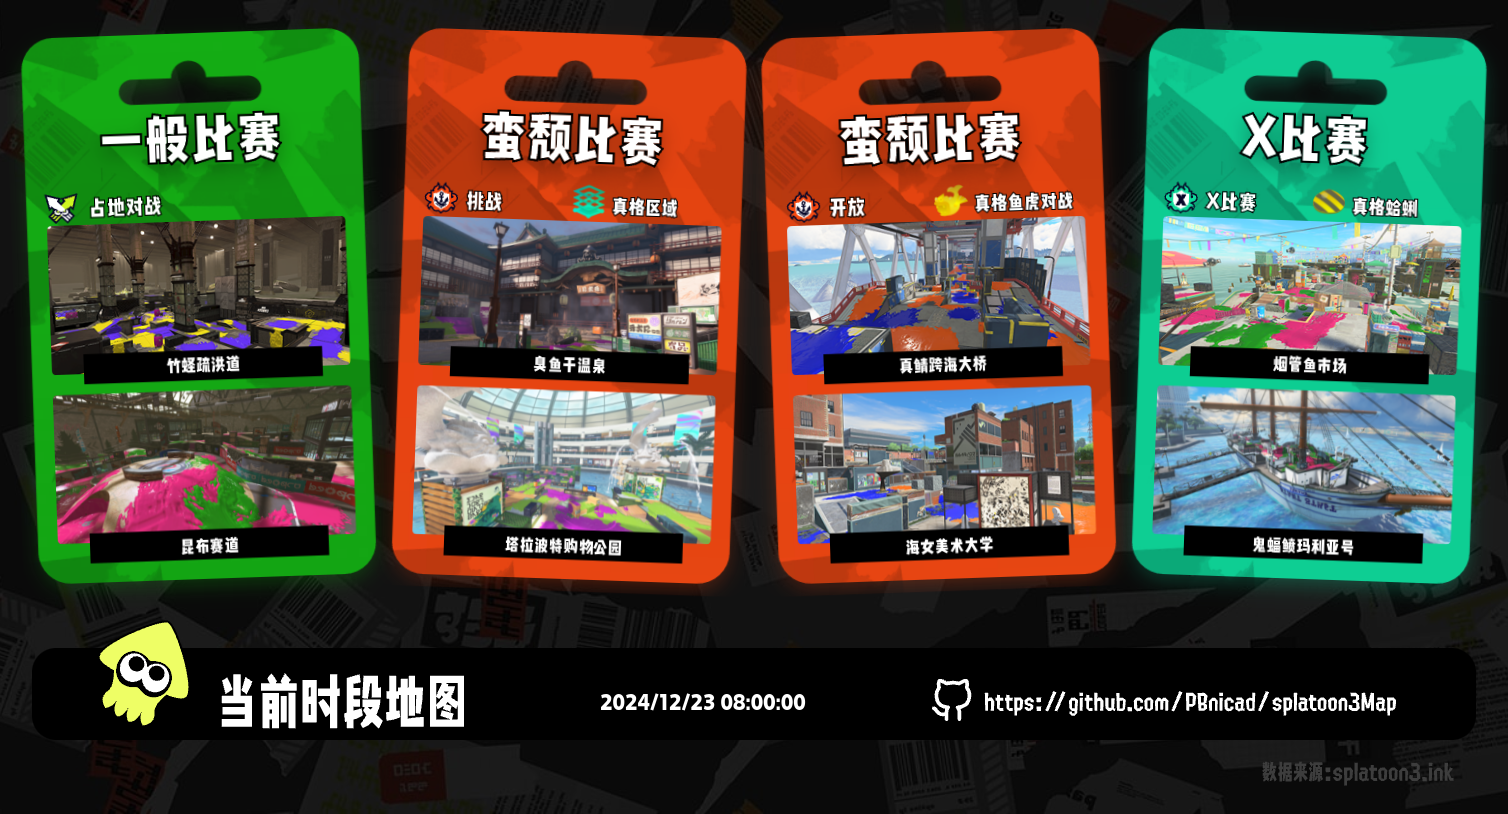 一般比赛
占地对战
竹蛏疏洪道
昆布赛道
蛮颓比赛
挑战
真格区域
臭鱼干温泉
塔拉波特购物公园
蛮颓比赛
开放
真格鱼虎对战
真鲷跨海大桥
海女美术大学
X比赛
X比赛
真格蛤蜊
烟管鱼市场
鬼蝠鲼玛利亚号
当前时段地图
2024/12/23 08:00:00
https://github.com/PBnicad/splatoon3Map
数据来源:splatoon3.ink